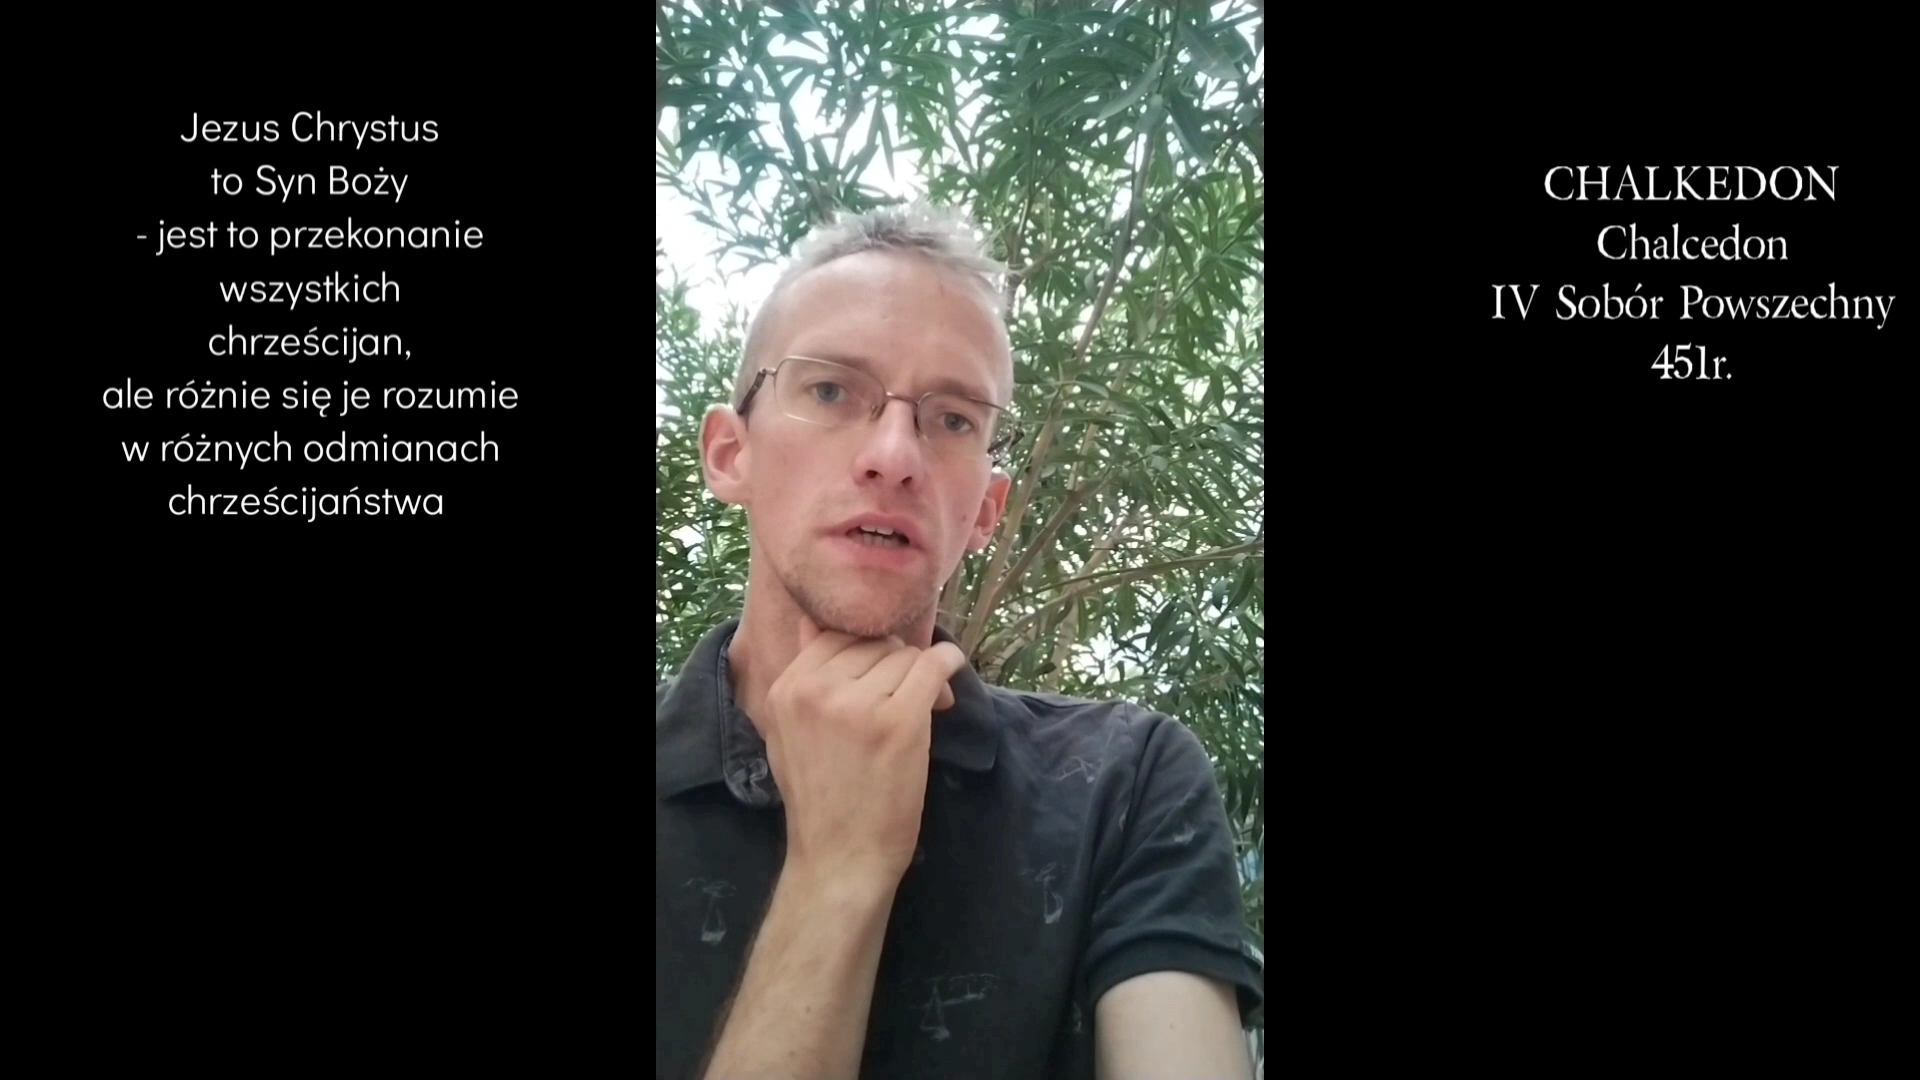 Jezus Chrystus
to Syn Boży
- jest to przekonanie
wszystkich
chrześcijan,
ale różnie się je rozumie
w różnych odmianach
chrześcijaństwa
CHALKEDON
Chalcedon
IV Sobór Powszechny
451r.